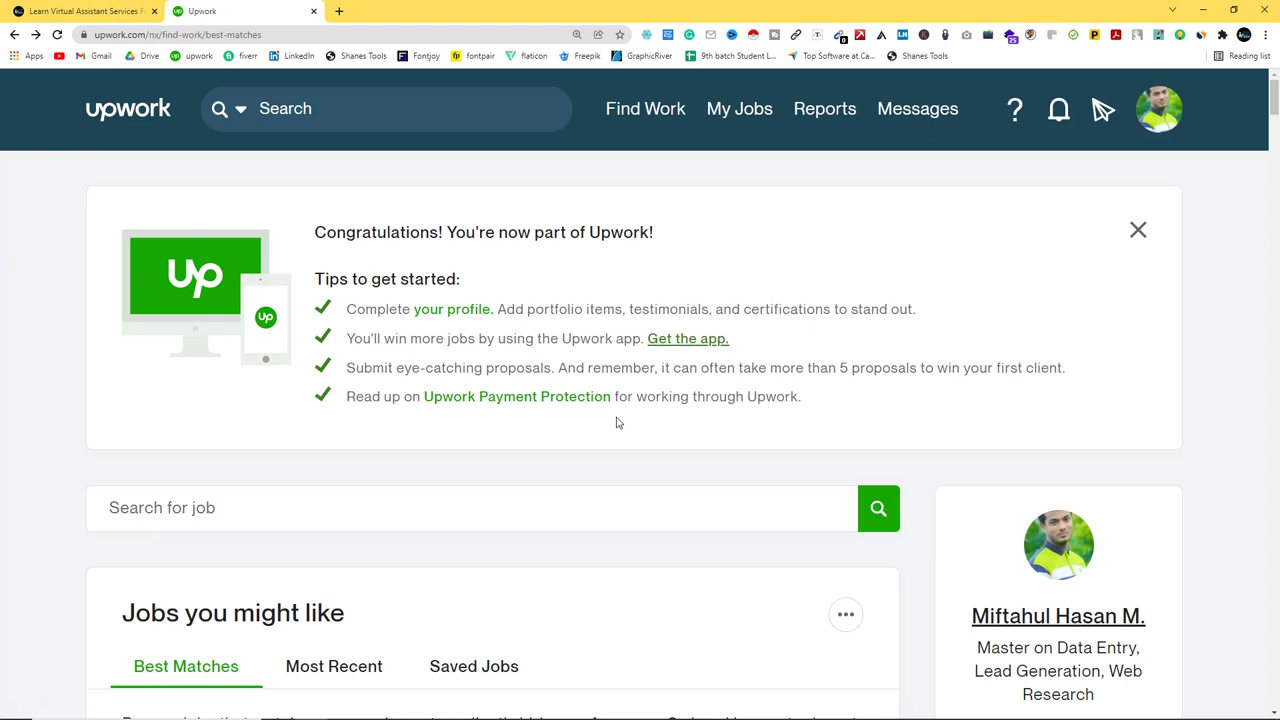 Learn Virtual Assistant Services F
Upwork
upwork.com/nx/find-work/best-matches
Apps
Gmail
Drive
upwork
fiverr
LinkedIn
Shanes Tools
Fontjoy
fontpair
flaticon
Freepik
GraphicRiver
9th batch Student L...
Top Software at Ca...
Shanes Tools
Reading list
upwork
Search
Find Work
My Jobs
Reports
Messages
Congratulations! You're now part of Upwork!
Tips to get started:
Complete your profile. Add portfolio items, testimonials, and certifications to stand out.
You'll win more jobs by using the Upwork app. Get the app.
Submit eye-catching proposals. And remember, it can often take more than 5 proposals to win your first client.
Read up on Upwork Payment Protection for working through Upwork.
up
up
Search for job
Jobs you might like
Best Matches
Most Recent
Saved Jobs
Miftahul Hasan M.
Master on Data Entry,
Lead Generation, Web
Research